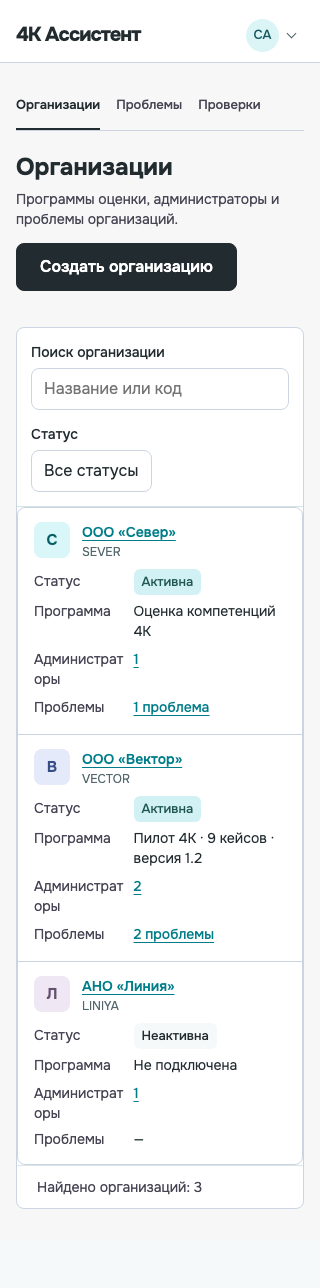 4К Ассистент
СА
Организации Проблемы Проверки
Организации
Программы оценки, администраторы и
проблемы организаций.
Создать организацию
Поиск организации
Название или код
Статус
Все статусы
С
ООО «Север»
SEVER
Статус Активна
Программа Оценка компетенций
4К
Администрат 1
оры
Проблемы 1 проблема
В
ООО «Вектор»
VECTOR
Статус Активна
Программа Пилот 4К · 9 кейсов ·
версия 1.2
Администрат 2
оры
Проблемы 2 проблемы
Л
АНО «Линия»
LINIYA
Статус Неактивна
Программа Не подключена
Администрат 1
оры
Проблемы —
Найдено организаций: 3